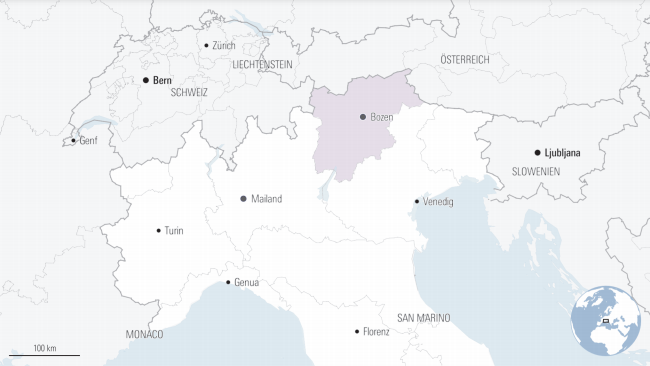 Zürich
ÖSTERREICH
LIECHTENSTEIN
Bern
SCHWEIZ
Bozen
Genf
Ljubljana
SLOWENIEN
Mailand
Venedig
Turin
Genua
SAN MARINO
MONACO
Florenz
100 km